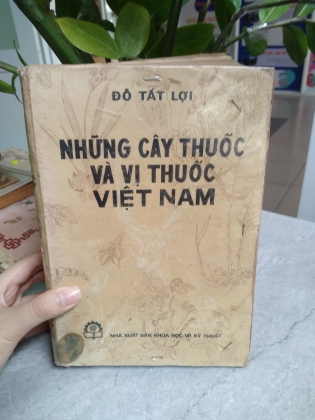 ĐỖ TẤT LỢI
NHỮNG CÂY THUỐC
VÀ VỊ THUỐC
VIỆT NAM
NHÀ XUẤT BẢN KHOA HỌC VÀ KỸ THUẬT